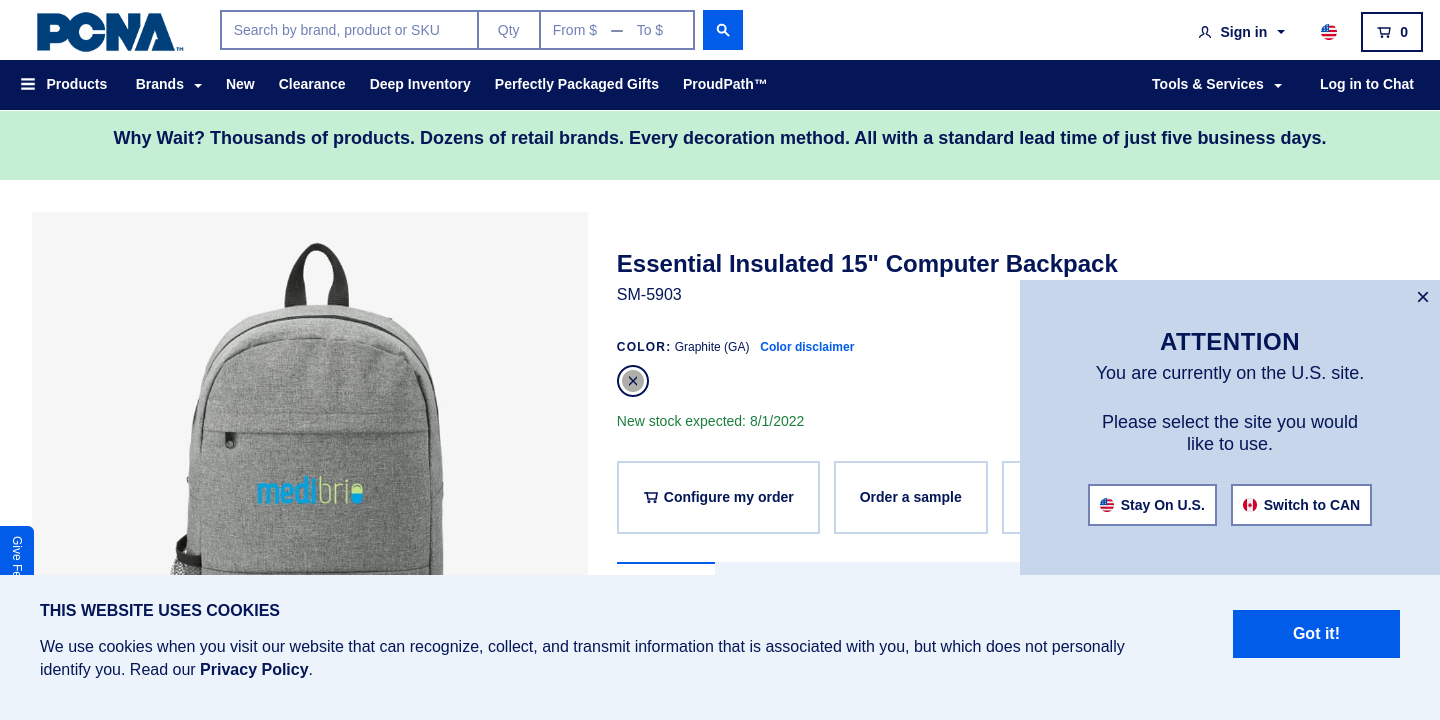 PCNA™
Search by brand, product or SKU
Qty
From $ — To $
Sign in
0
Products
Brands
New
Clearance
Deep Inventory
Perfectly Packaged Gifts
ProudPath™
Tools & Services
Log in to Chat
Why Wait? Thousands of products. Dozens of retail brands. Every decoration method. All with a standard lead time of just five business days.
medibrio
Essential Insulated 15" Computer Backpack
SM-5903
COLOR: Graphite (GA) Color disclaimer
New stock expected: 8/1/2022
Configure my order
Order a sample
×
ATTENTION
You are currently on the U.S. site.
Please select the site you would
like to use.
Stay On U.S.
Switch to CAN
Give Fe
THIS WEBSITE USES COOKIES
We use cookies when you visit our website that can recognize, collect, and transmit information that is associated with you, but which does not personally
identify you. Read our Privacy Policy.
Got it!